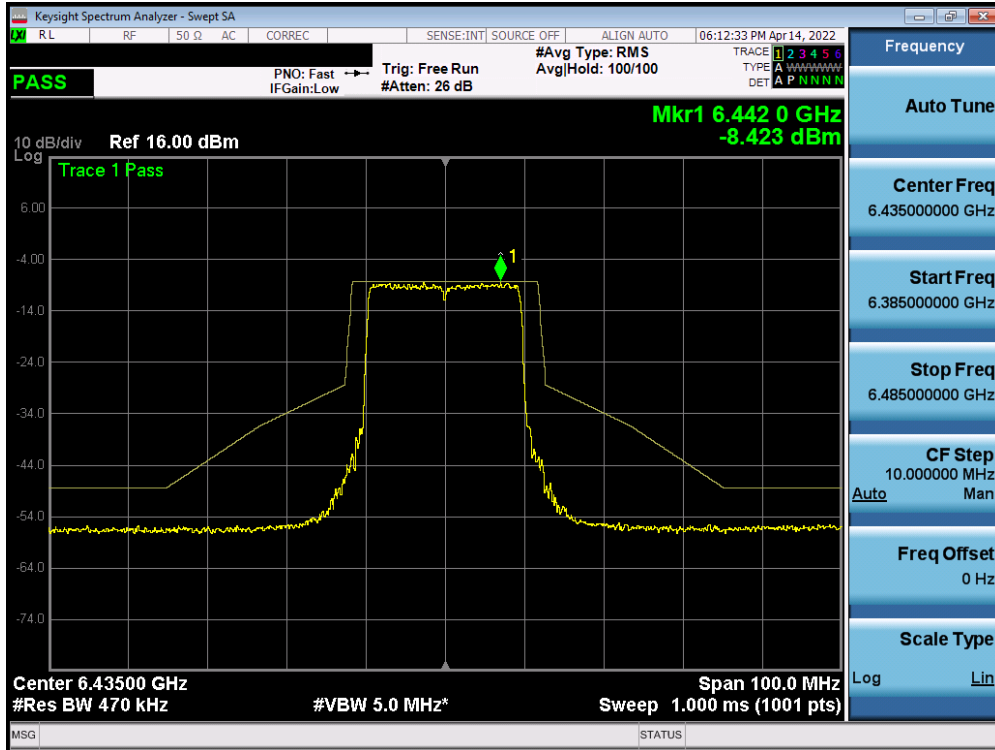 Keysight Spectrum Analyzer - Swept SA
LXI RL RF 50 Ω AC CORREC SENSE:INT SOURCE OFF ALIGN AUTO 06:12:33 PM Apr 14, 2022
PASS
PNO: Fast
IFGain:Low
Trig: Free Run
#Atten: 26 dB
#Avg Type: RMS
Avg|Hold: 100/100
TRACE 1 2 3 4 5 6
TYPE A WWWWW
DET A P N N N N
Mkr1 6.442 0 GHz
-8.423 dBm
10 dB/div Ref 16.00 dBm
Log
Trace 1 Pass
1
6.00
-4.00
-14.0
-24.0
-34.0
-44.0
-54.0
-64.0
-74.0
Center 6.43500 GHz Span 100.0 MHz
#Res BW 470 kHz #VBW 5.0 MHz* Sweep 1.000 ms (1001 pts)
MSG STATUS
Frequency
Auto Tune
Center Freq
6.435000000 GHz
Start Freq
6.385000000 GHz
Stop Freq
6.485000000 GHz
CF Step
10.000000 MHz
Auto Man
Freq Offset
0 Hz
Scale Type
Log Lin